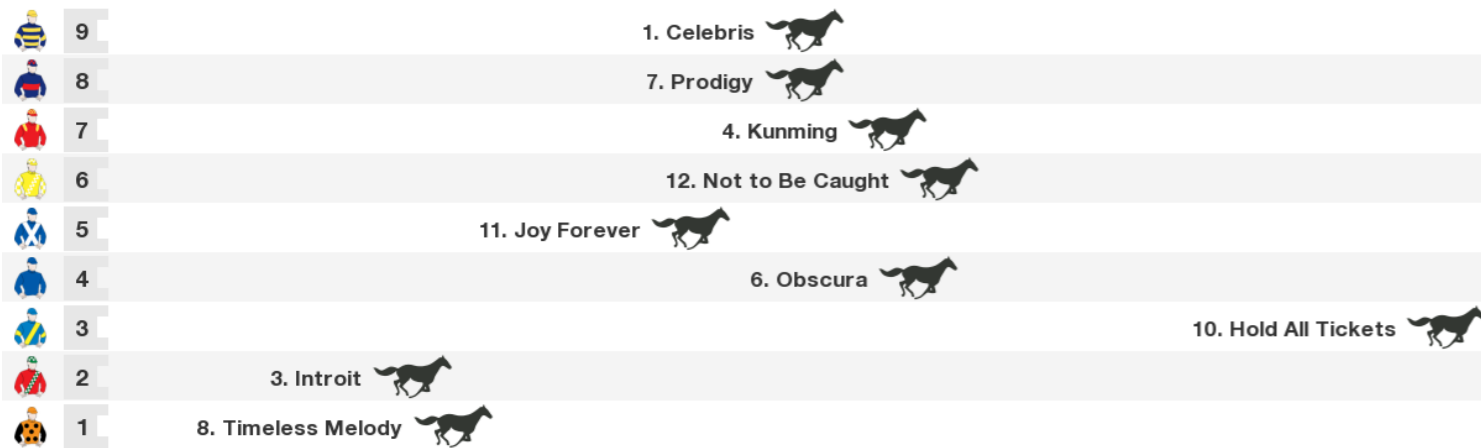 9 1. Celebris
8 7. Prodigy
7 4. Kunming
6 12. Not to Be Caught
5 11. Joy Forever
4 6. Obscura
3 10. Hold All Tickets
2 3. Introit
1 8. Timeless Melody